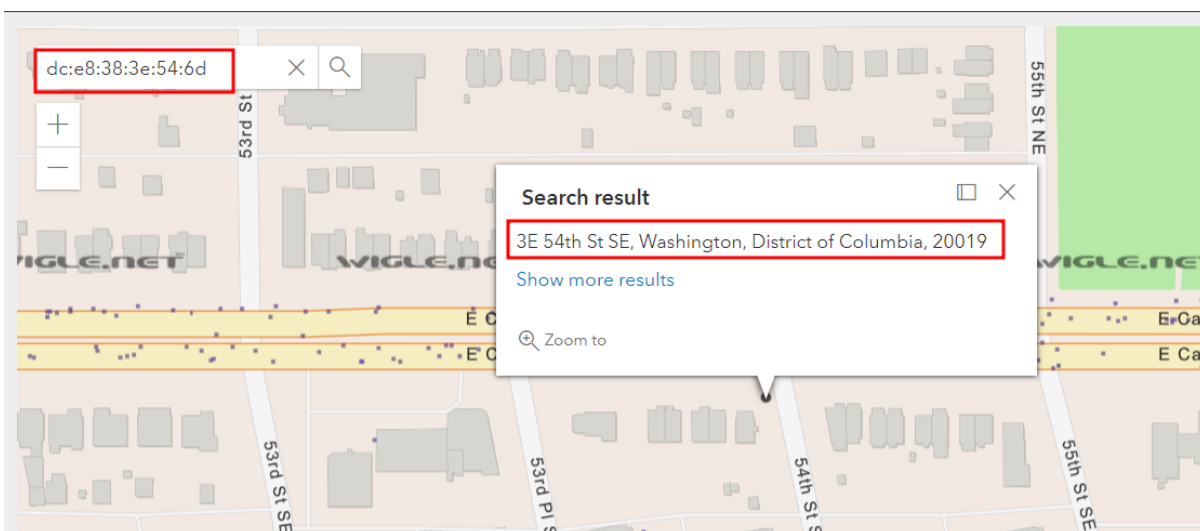 dc:e8:38:3e:54:6d
53rd St
55th St NE
Search result
3E 54th St SE, Washington, District of Columbia, 20019
Show more results
Zoom to
WIGLE.NET
E C
E Ca
E C
E Ca
53rd St SE
53rd Pl S
54th St S
55th St SE